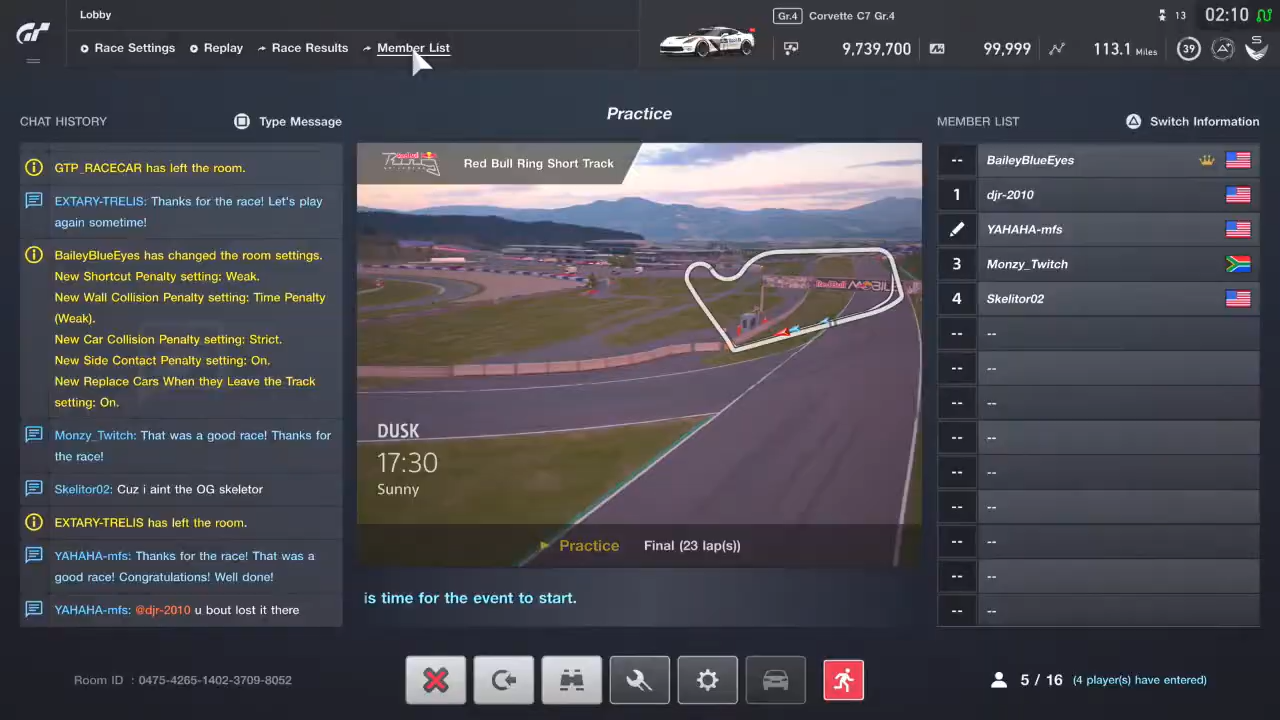 Lobby
Race Settings
Replay
Race Results
Member List
Gr.4
Corvette C7 Gr.4
9,739,700
99,999
113.1 Miles
39
S
13
02:10
CHAT HISTORY
Type Message
GTP_RACECAR has left the room.
EXTARY-TRELIS: Thanks for the race! Let's play
again sometime!
BaileyBlueEyes has changed the room settings.
New Shortcut Penalty setting: Weak.
New Wall Collision Penalty setting: Time Penalty
(Weak).
New Car Collision Penalty setting: Strict.
New Side Contact Penalty setting: On.
New Replace Cars When they Leave the Track
setting: On.
Monzy_Twitch: That was a good race! Thanks for
the race!
Skelitor02: Cuz i aint the OG skeletor
EXTARY-TRELIS has left the room.
YAHAHA-mfs: Thanks for the race! That was a
good race! Congratulations! Well done!
YAHAHA-mfs: @djr-2010 u bout lost it there
Practice
Red Bull Ring Short Track
DUSK
17:30
Sunny
Practice
Final (23 lap(s))
is time for the event to start.
MEMBER LIST
Switch Information
-- BaileyBlueEyes
1 djr-2010
YAHAHA-mfs
3 Monzy_Twitch
4 Skelitor02
-- --
-- --
-- --
-- --
-- --
-- --
-- --
-- --
-- --
Room ID : 0475-4265-1402-3709-8052
5 / 16
(4 player(s) have entered)